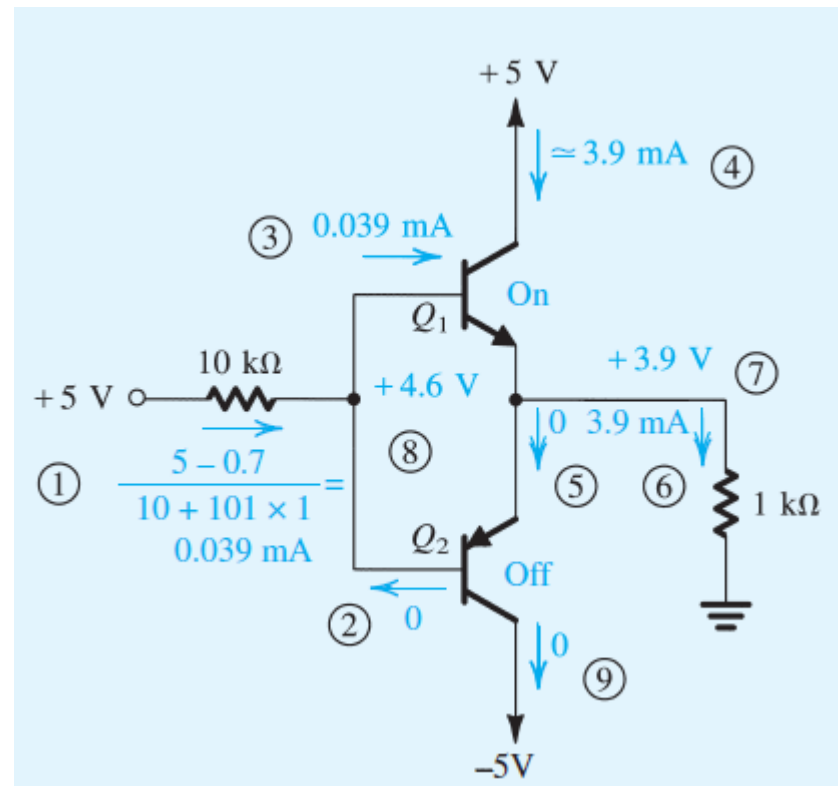 +5 V
≃ 3.9 mA ④
③ 0.039 mA
On
Q₁
10 kΩ
+3.9 V ⑦
+5 V
+4.6 V
0 3.9 mA
⑧
5 – 0.7
① =
⑤ ⑥
10 + 101 × 1
1 kΩ
0.039 mA
Q₂
Off
② 0
0
⑨
–5V